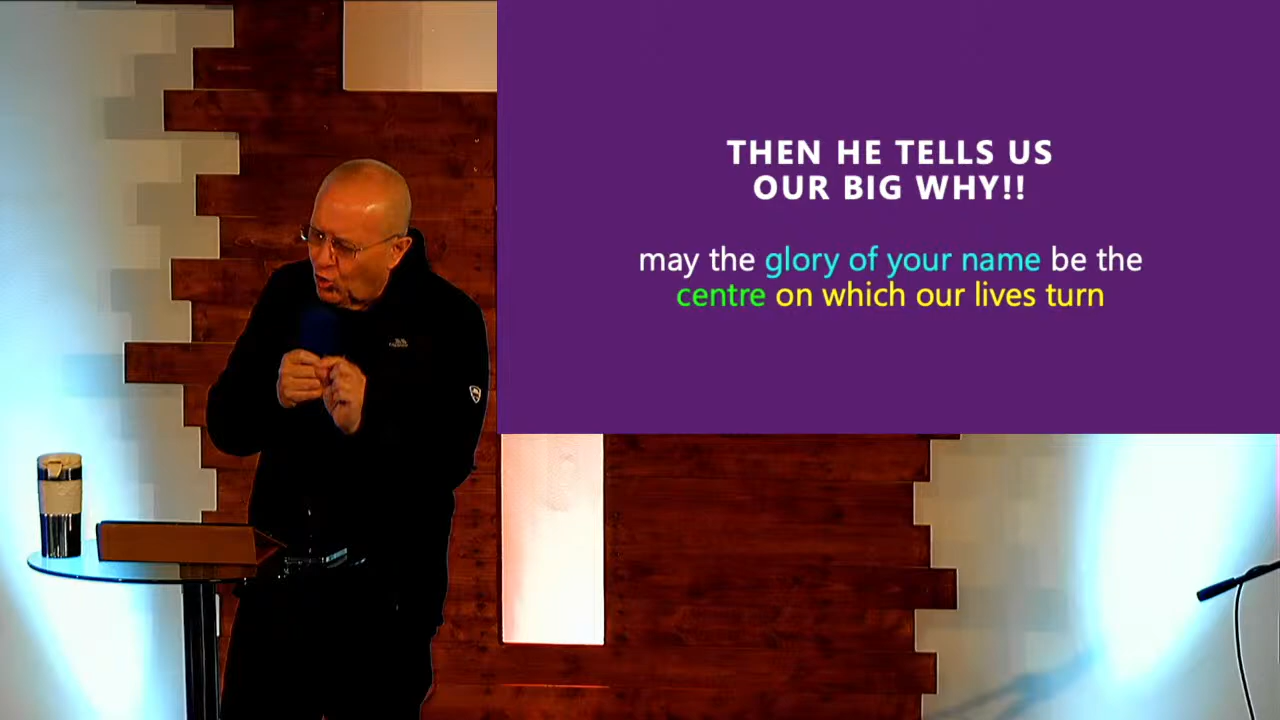 THEN HE TELLS US
OUR BIG WHY!!
may the glory of your name be the
centre on which our lives turn